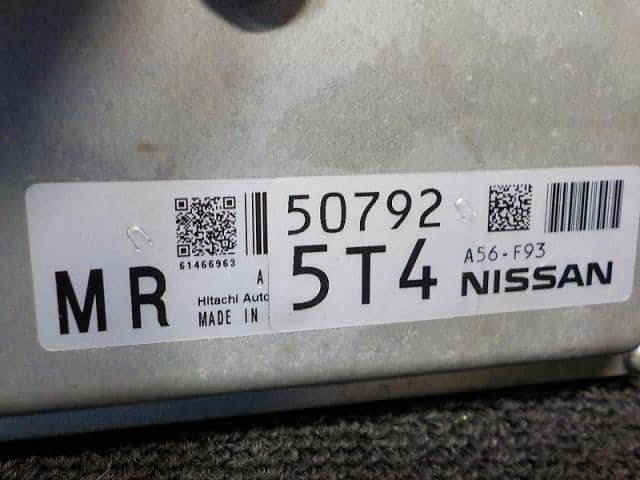 61466963
MR
A
Hitachi Auto
MADE IN
50792
5T4
A56-F93
NISSAN